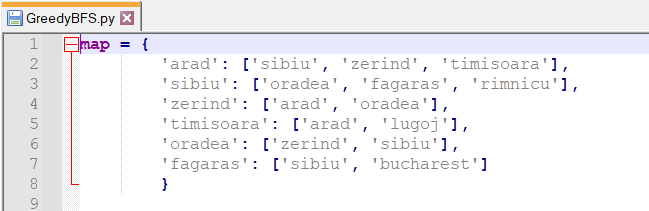 GreedyBFS.py
1 map = {
2 'arad': ['sibiu', 'zerind', 'timisoara'],
3 'sibiu': ['oradea', 'fagaras', 'rimnicu'],
4 'zerind': ['arad', 'oradea'],
5 'timisoara': ['arad', 'lugoj'],
6 'oradea': ['zerind', 'sibiu'],
7 'fagaras': ['sibiu', 'bucharest']
8 }
9